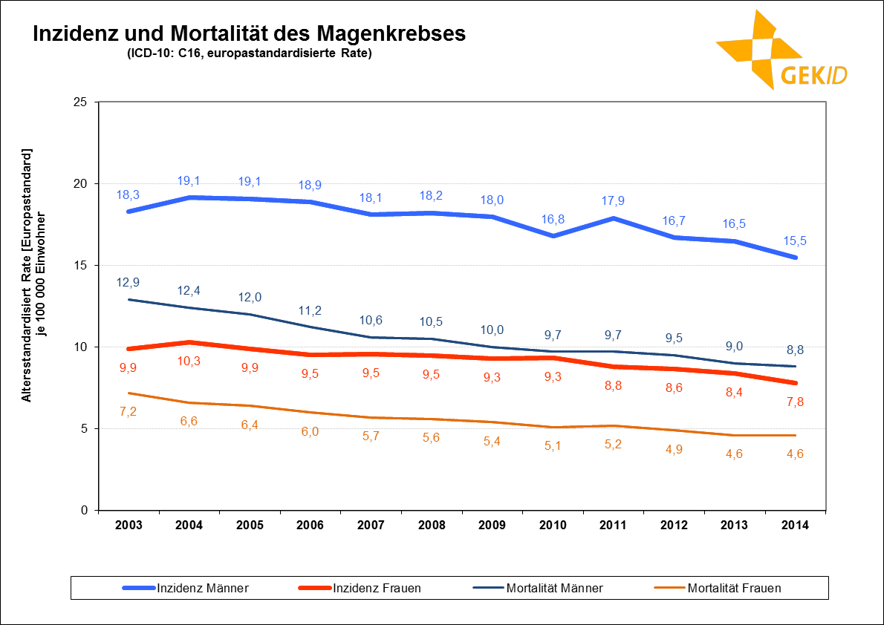 Inzidenz und Mortalität des Magenkrebses
(ICD-10: C16, europastandardisierte Rate)
GEKID
Altersstandardisiert Rate [Europastandard]
je 100 000 Einwohner
25
20
15
10
5
0
18,3 19,1 19,1 18,9 18,1 18,2 18,0 16,8 17,9 16,7 16,5 15,5
12,9 12,4 12,0 11,2 10,6 10,5 10,0 9,7 9,7 9,5 9,0 8,8
9,9 10,3 9,9 9,5 9,5 9,5 9,3 9,3 8,8 8,6 8,4 7,8
7,2 6,6 6,4 6,0 5,7 5,6 5,4 5,1 5,2 4,9 4,6 4,6
2003 2004 2005 2006 2007 2008 2009 2010 2011 2012 2013 2014
Inzidenz Männer Inzidenz Frauen Mortalität Männer Mortalität Frauen